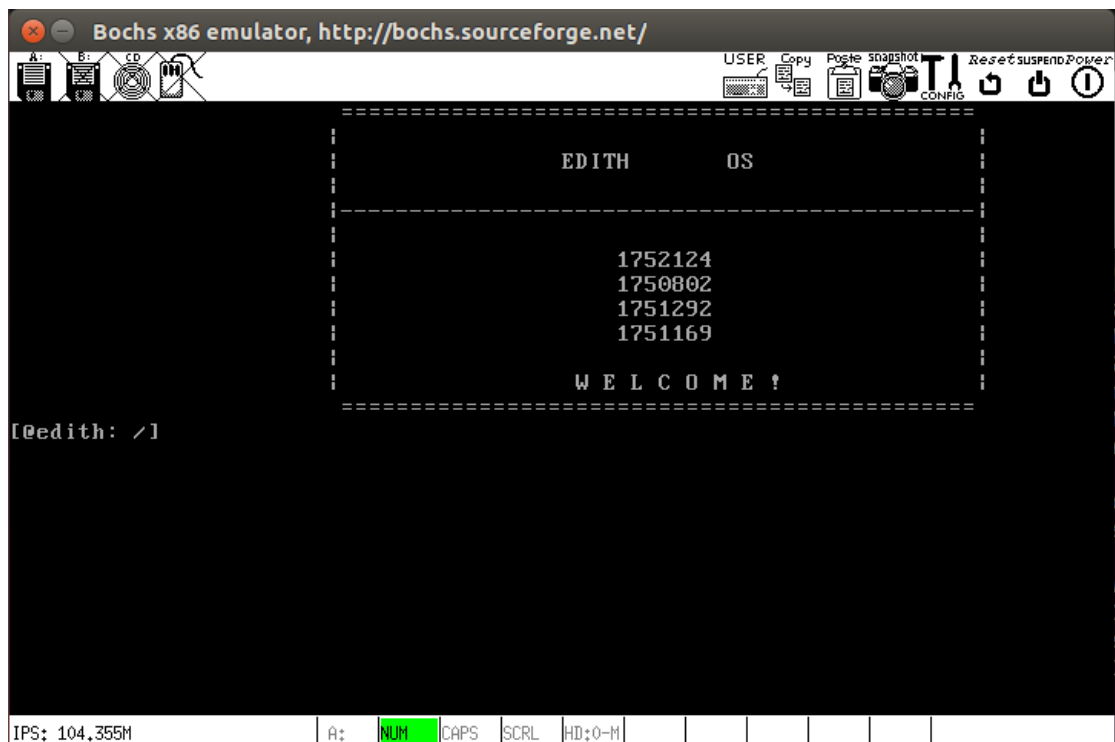 Bochs x86 emulator, http://bochs.sourceforge.net/
A: B: CD USER Copy Paste snapshot CONFIG Reset SUSPEND Power
==============================================
EDITH OS
----------------------------------------------
1752124
1750802
1751292
1751169
W E L C O M E !
==============================================
[@edith: /]
IPS: 104.355M A: NUM CAPS SCRL HD:0-M